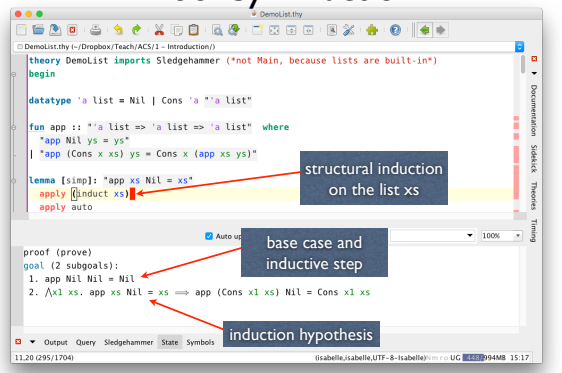 DemoList.thy
DemoList.thy (~/Dropbox/Teach/ACS/1 – Introduction/)
theory DemoList imports Sledgehammer (*not Main, because lists are built-in*)
begin
datatype 'a list = Nil | Cons 'a "'a list"
fun app :: "'a list => 'a list => 'a list" where
"app Nil ys = ys"
| "app (Cons x xs) ys = Cons x (app xs ys)"
lemma [simp]: "app xs Nil = xs"
apply (induct xs)
apply auto
structural induction
on the list xs
Documentation
Sidekick
Theories
Timing
Auto up
100%
base case and
inductive step
proof (prove)
goal (2 subgoals):
1. app Nil Nil = Nil
2. ⋀x1 xs. app xs Nil = xs ⟹ app (Cons x1 xs) Nil = Cons x1 xs
induction hypothesis
Output Query Sledgehammer State Symbols
11,20 (295/1704)
(isabelle,isabelle,UTF-8-Isabelle)N m r o UG 448/994MB 15:17